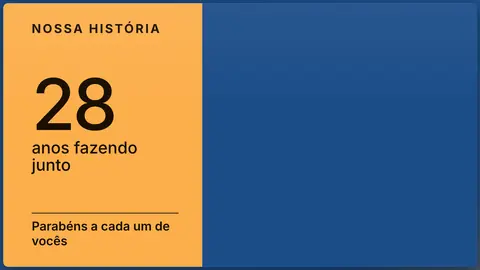 NOSSA HISTÓRIA
28
anos fazendo
junto
Parabéns a cada um de
vocês